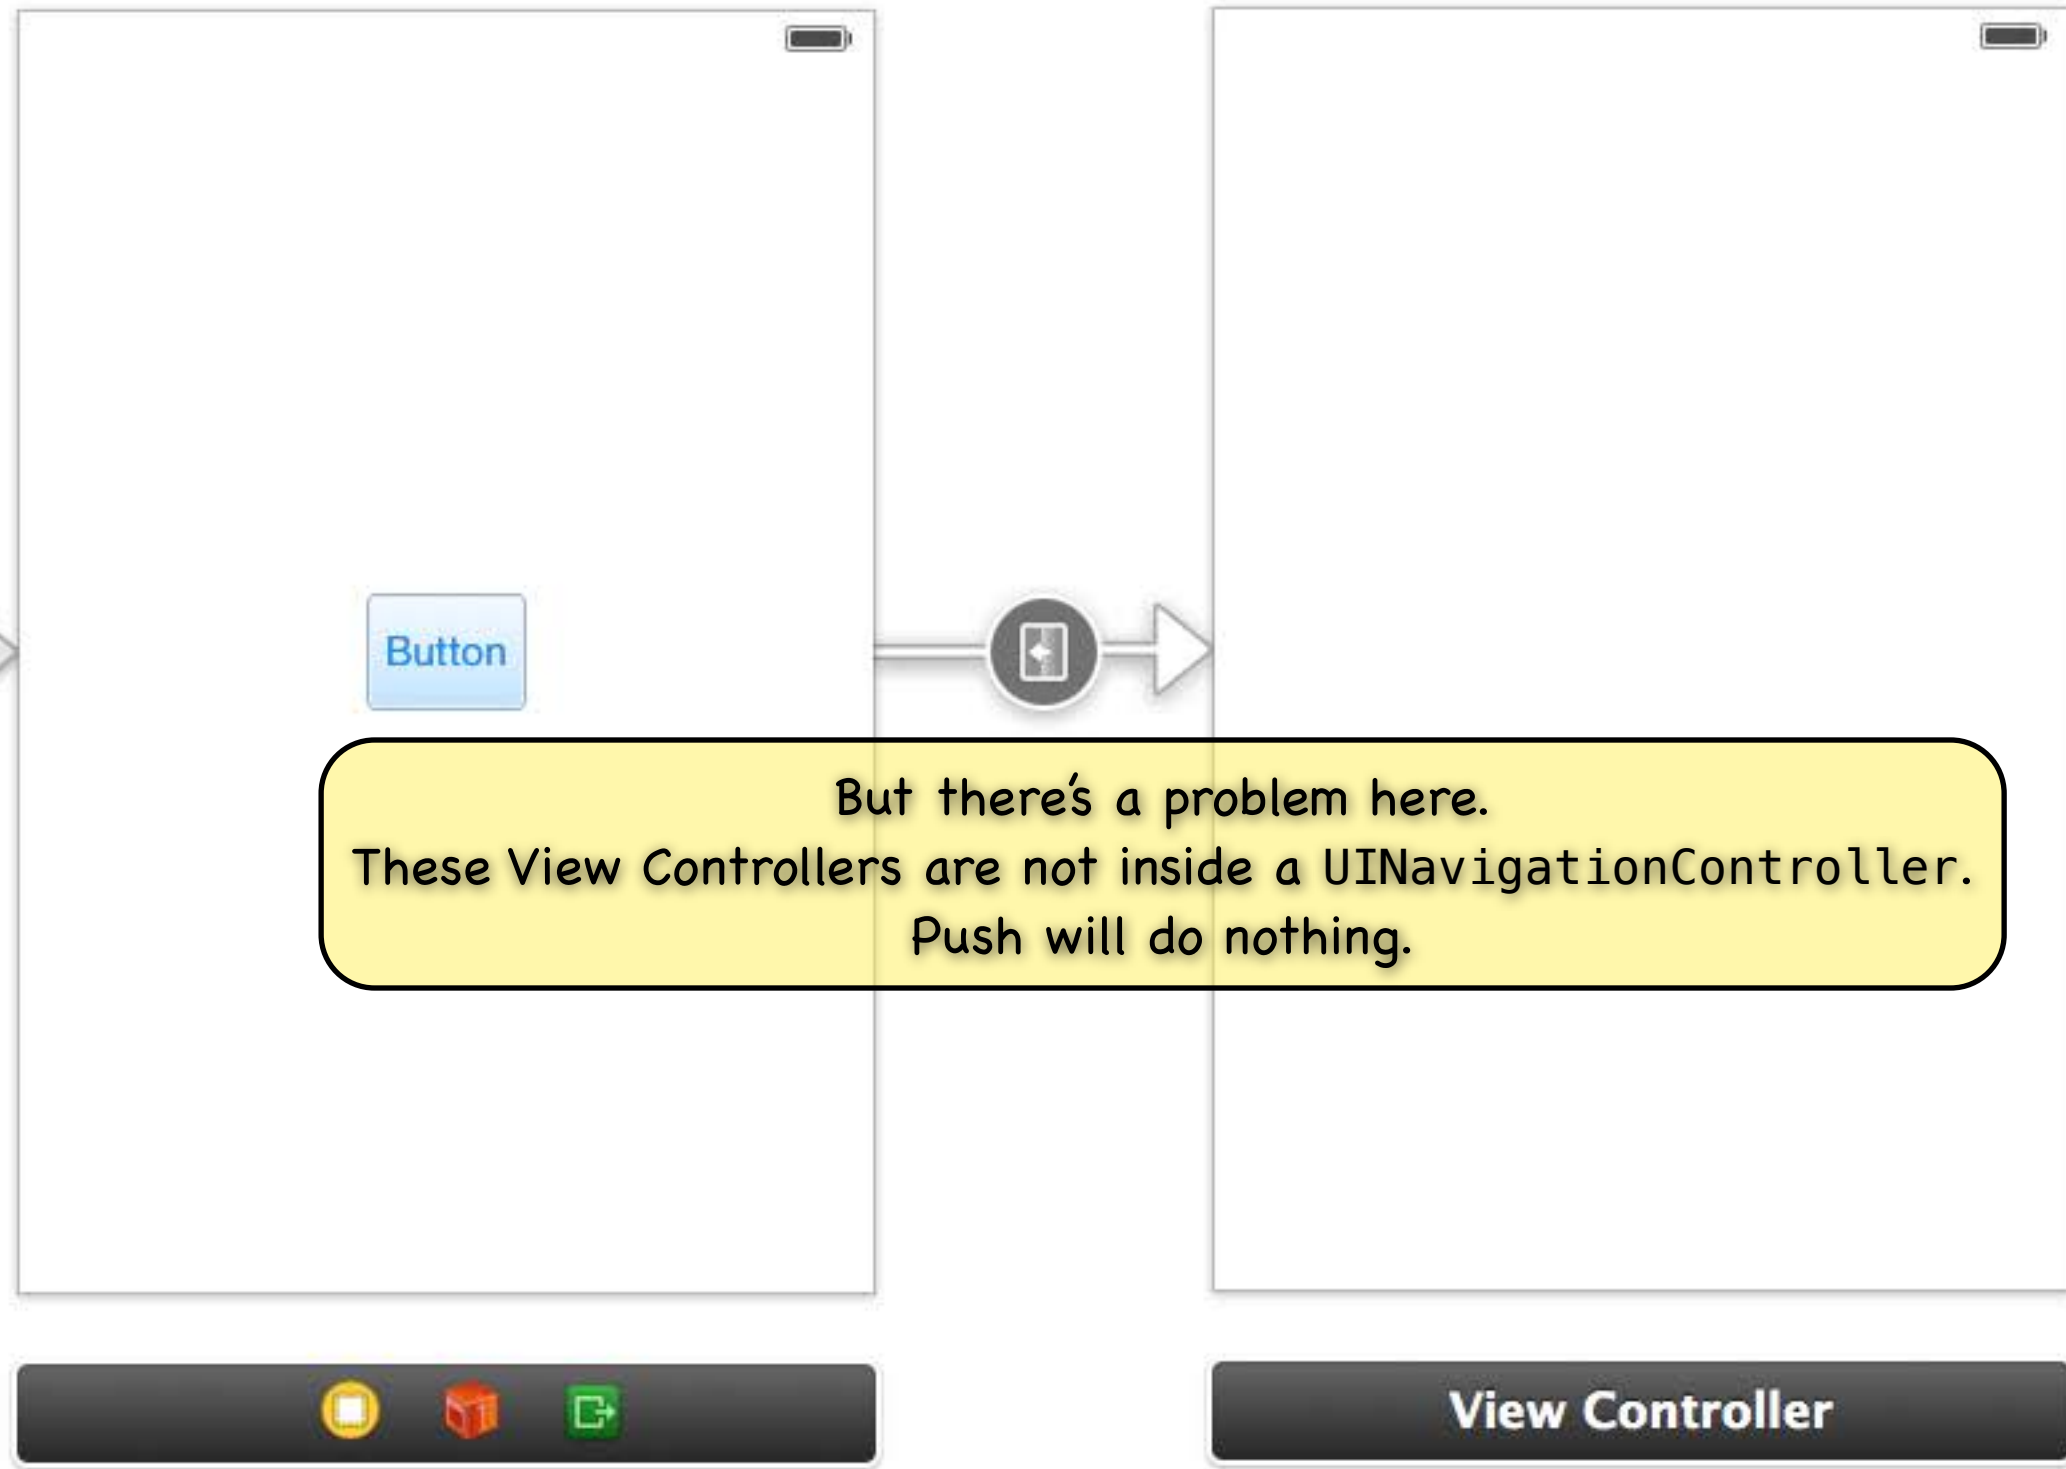 Button
But there's a problem here.
These View Controllers are not inside a UINavigationController.
Push will do nothing.
View Controller